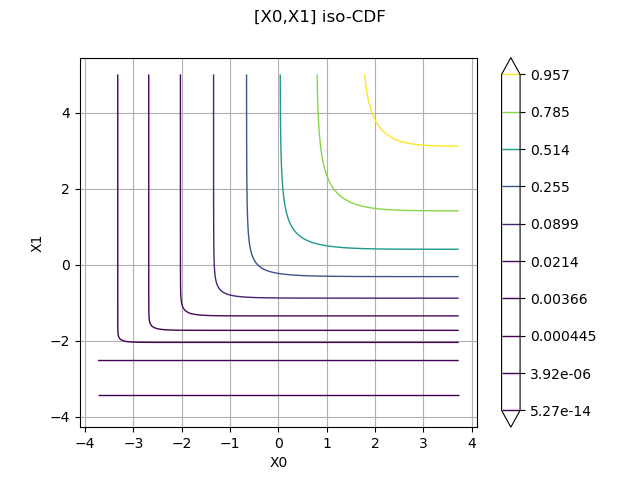 [X0,X1] iso-CDF
X1
4
2
0
−2
−4
−4 −3 −2 −1 0 1 2 3 4
X0
0.957
0.785
0.514
0.255
0.0899
0.0214
0.00366
0.000445
3.92e-06
5.27e-14